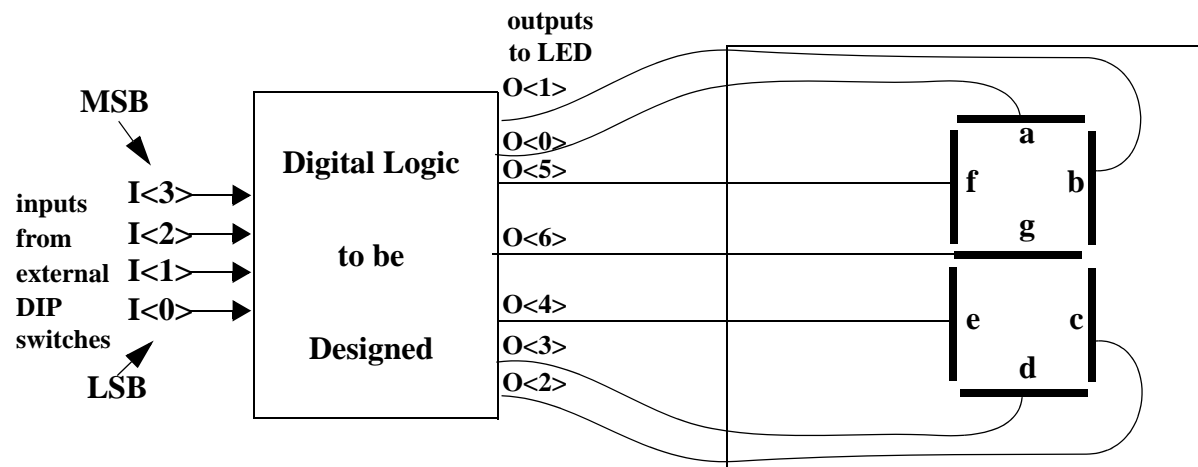 outputs
to LED
O<1>
MSB
O<0>
Digital Logic
O<5>
I<3>
inputs
I<2>
from
I<1>
external
I<0>
DIP
switches
LSB
to be
Designed
O<6>
O<4>
O<3>
O<2>
a
f
b
g
e
c
d